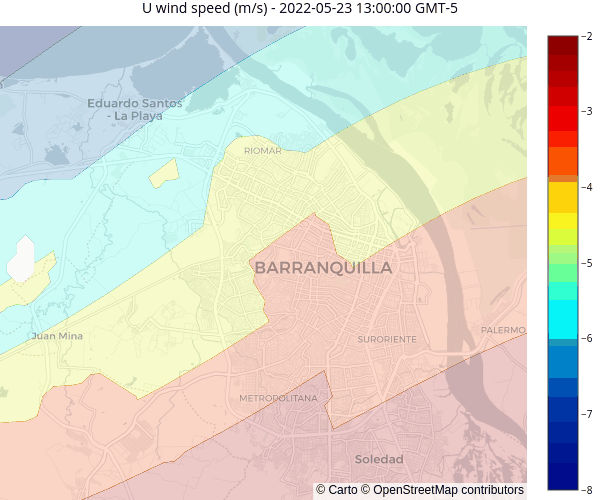 U wind speed (m/s) - 2022-05-23 13:00:00 GMT-5
Eduardo Santos
- La Playa
RIOMAR
BARRANQUILLA
Juan Mina
SURORIENTE
PALERMO
METROPOLITANA
Soledad
© Carto © OpenStreetMap contributors
−2
−3
−4
−5
−6
−7
−8